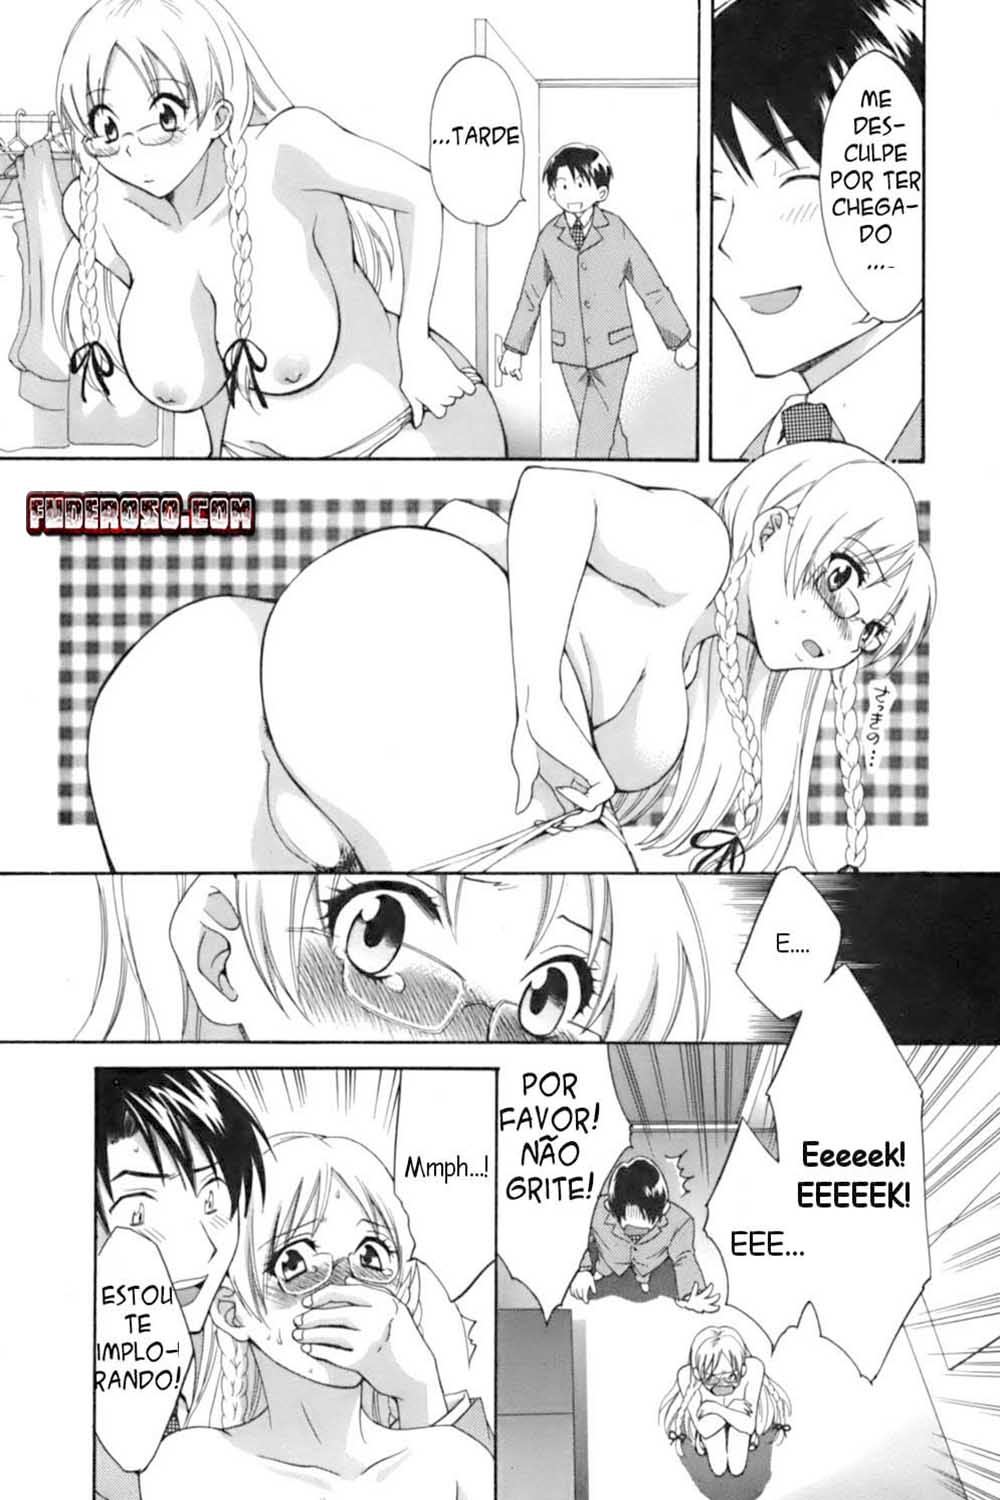 ME
DES-
CULPE
POR TER
CHEGA-
DO
....
...TARDE
FUDEROSO.COM
さっきの...
E....
Eeeeek!
EEEEEK!
EEE...
POR
FAVOR!
NÃO
GRITE!
Mmph...!
ESTOU
TE
IMPLO-
RANDO!